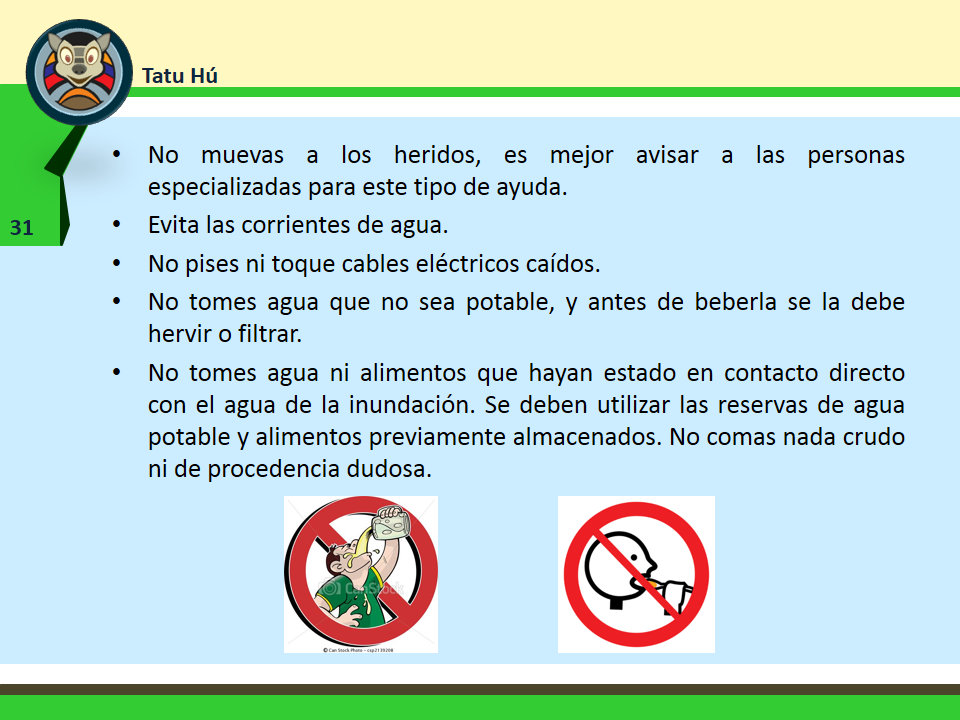 Tatu Hú
• No muevas a los heridos, es mejor avisar a las personas
especializadas para este tipo de ayuda.
31
• Evita las corrientes de agua.
• No pises ni toque cables eléctricos caídos.
• No tomes agua que no sea potable, y antes de beberla se la debe
hervir o filtrar.
• No tomes agua ni alimentos que hayan estado en contacto directo
con el agua de la inundación. Se deben utilizar las reservas de agua
potable y alimentos previamente almacenados. No comas nada crudo
ni de procedencia dudosa.
CanStock
© Can Stock Photo - csp2139208